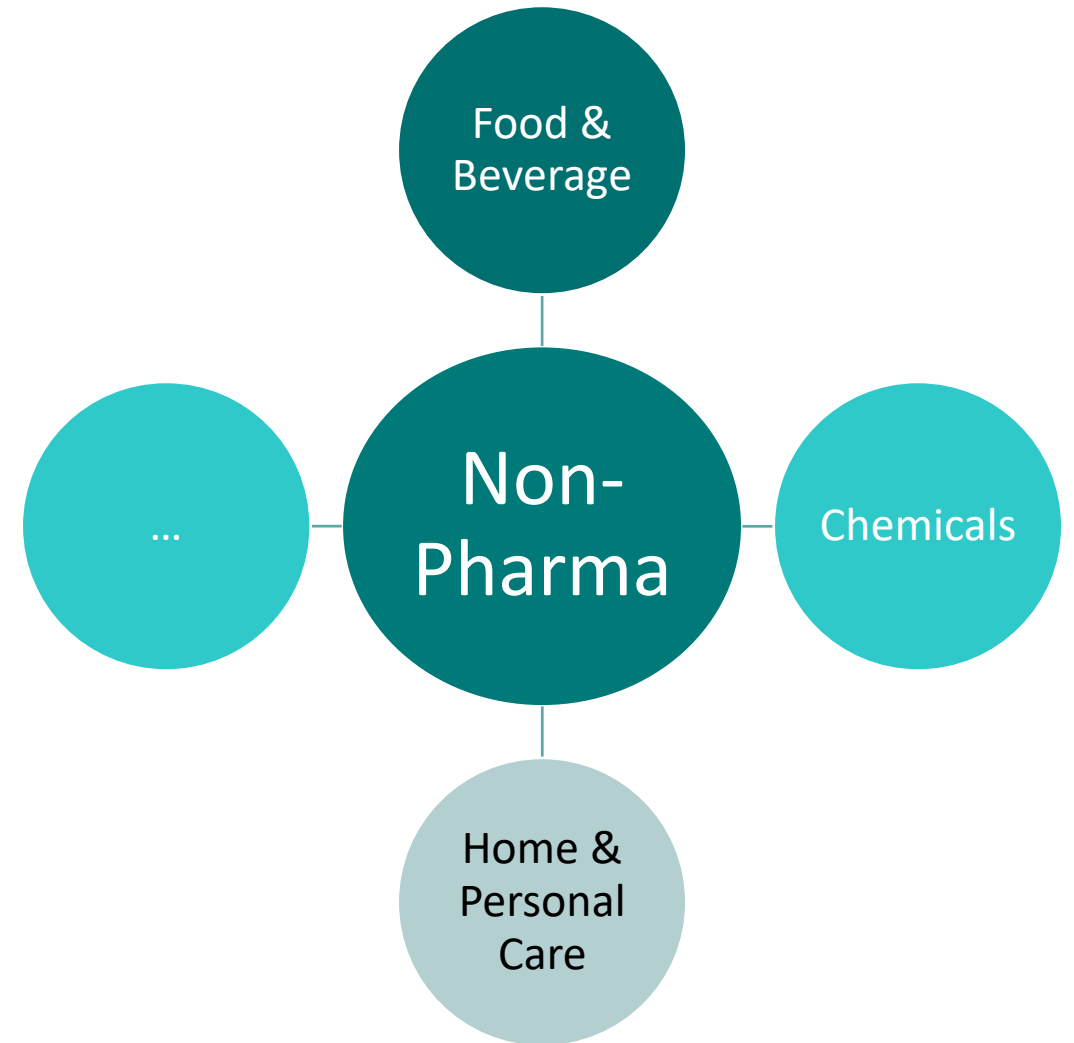 Food &
Beverage
...
Non-
Pharma
Chemicals
Home &
Personal
Care